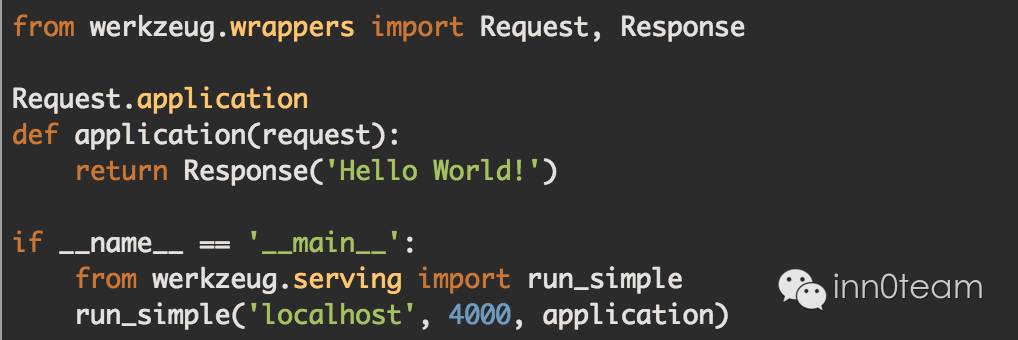 from werkzeug.wrappers import Request, Response

Request.application
def application(request):
    return Response('Hello World!')

if __name__ == '__main__':
    from werkzeug.serving import run_simple
    run_simple('localhost', 4000, application)
inn0team